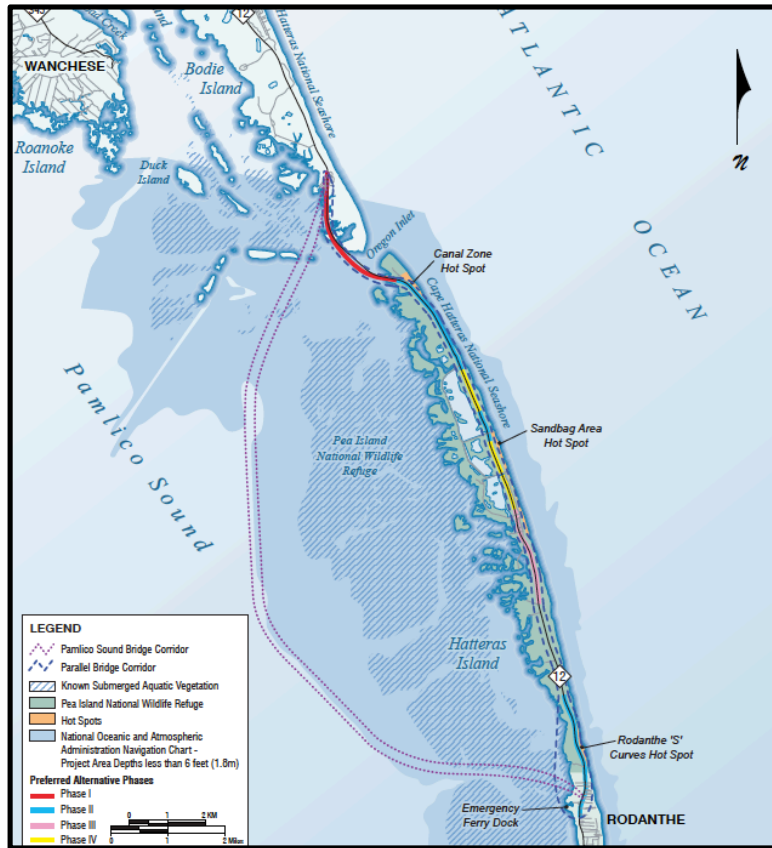 345
12
Creek
WANCHESE
Bodie
Island
Hatteras National Seashore
ATLANTIC
OCEAN
N
Roanoke
Island
Duck
Island
Oregon Inlet
Canal Zone
Hot Spot
Cape Hatteras National Seashore
Pamlico Sound
Pea Island
National Wildlife
Refuge
Sandbag Area
Hot Spot
Hatteras
Island
12
Rodanthe 'S'
Curves Hot Spot
Emergency
Ferry Dock
RODANTHE
LEGEND
Pamlico Sound Bridge Corridor
Parallel Bridge Corridor
Known Submerged Aquatic Vegetation
Pea Island National Wildlife Refuge
Hot Spots
National Oceanic and Atmospheric
Administration Navigation Chart -
Project Area Depths less than 6 feet (1.8m)
Preferred Alternative Phases
Phase I
Phase II
Phase III
Phase IV
0 1 2 KM
0 1 2 Miles